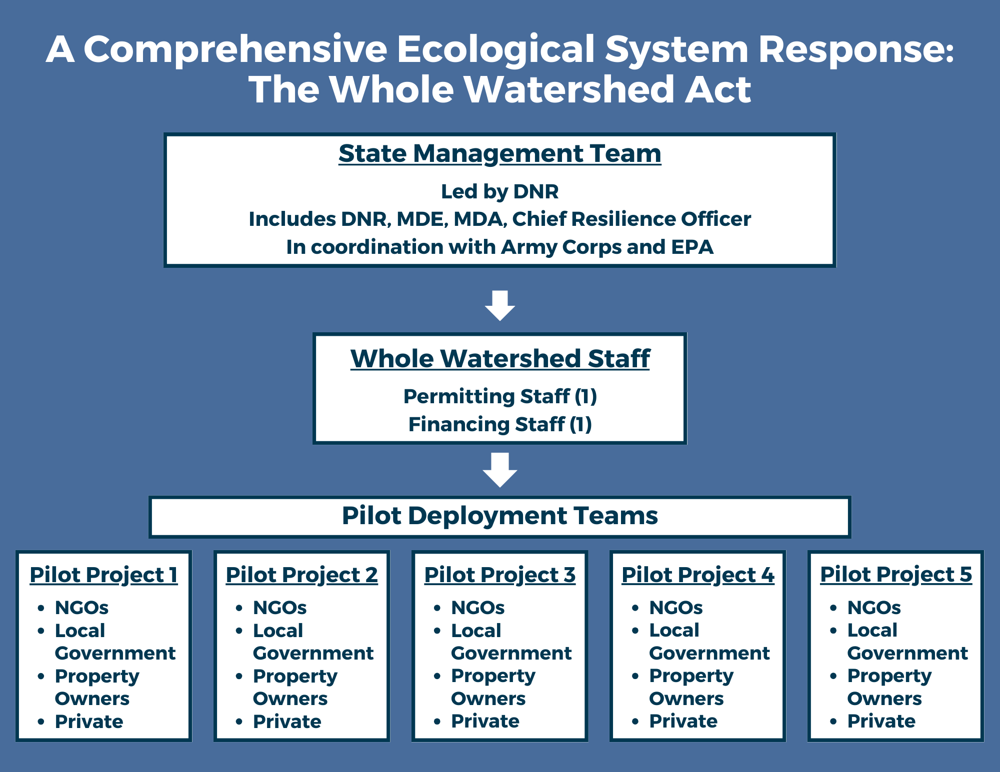 A Comprehensive Ecological System Response:
The Whole Watershed Act
State Management Team
Led by DNR
Includes DNR, MDE, MDA, Chief Resilience Officer
In coordination with Army Corps and EPA
Whole Watershed Staff
Permitting Staff (1)
Financing Staff (1)
Pilot Deployment Teams
Pilot Project 1
• NGOs
• Local
Government
• Property
Owners
• Private
Pilot Project 2
• NGOs
• Local
Government
• Property
Owners
• Private
Pilot Project 3
• NGOs
• Local
Government
• Property
Owners
• Private
Pilot Project 4
• NGOs
• Local
Government
• Property
Owners
• Private
Pilot Project 5
• NGOs
• Local
Government
• Property
Owners
• Private